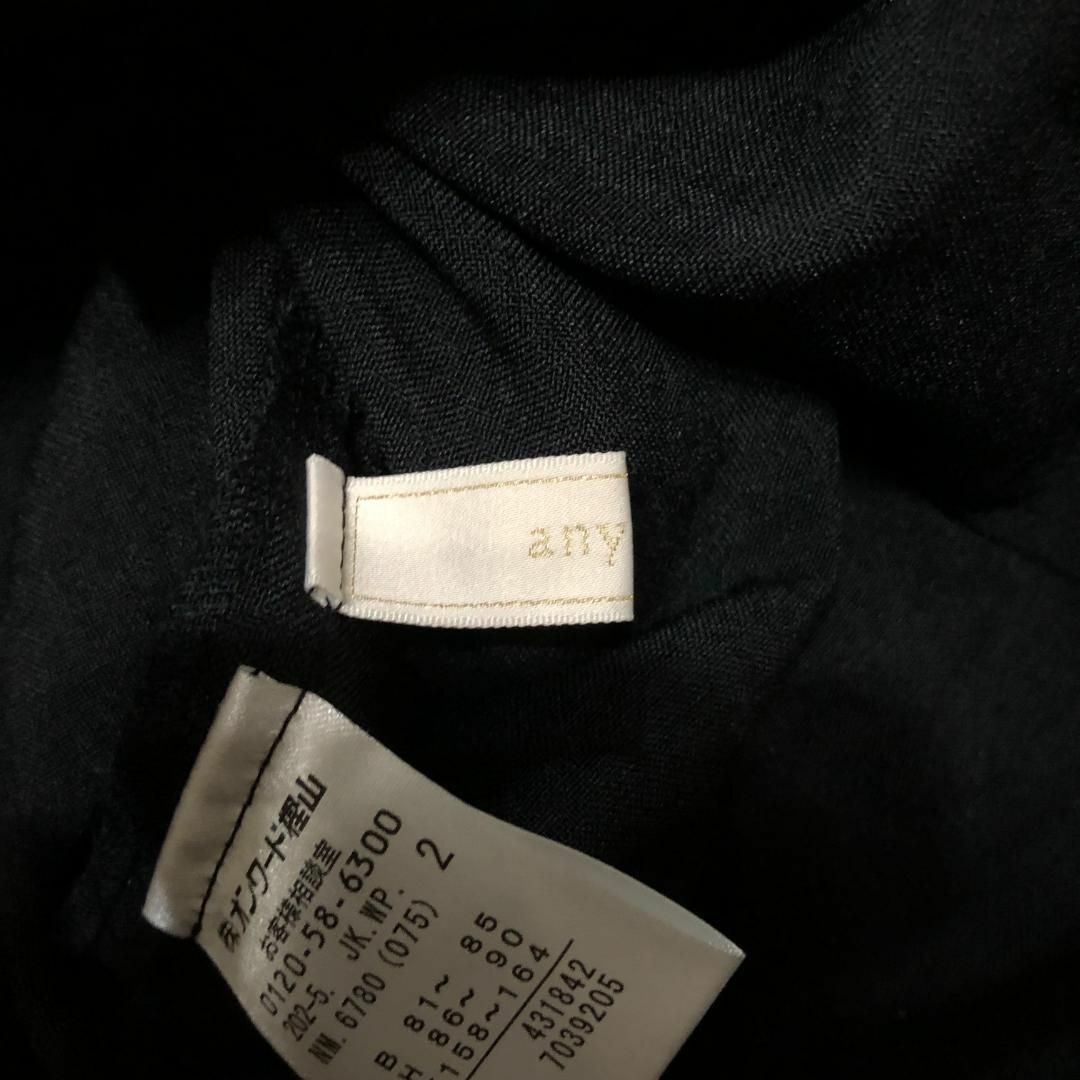 any
㈱オンワード樫山
お客様相談室
0120-58-6300
202-5. JK.WP. 2
NM.6780 (075)
B 81~ 85
H 86~ 90
158~164
431842
7039205